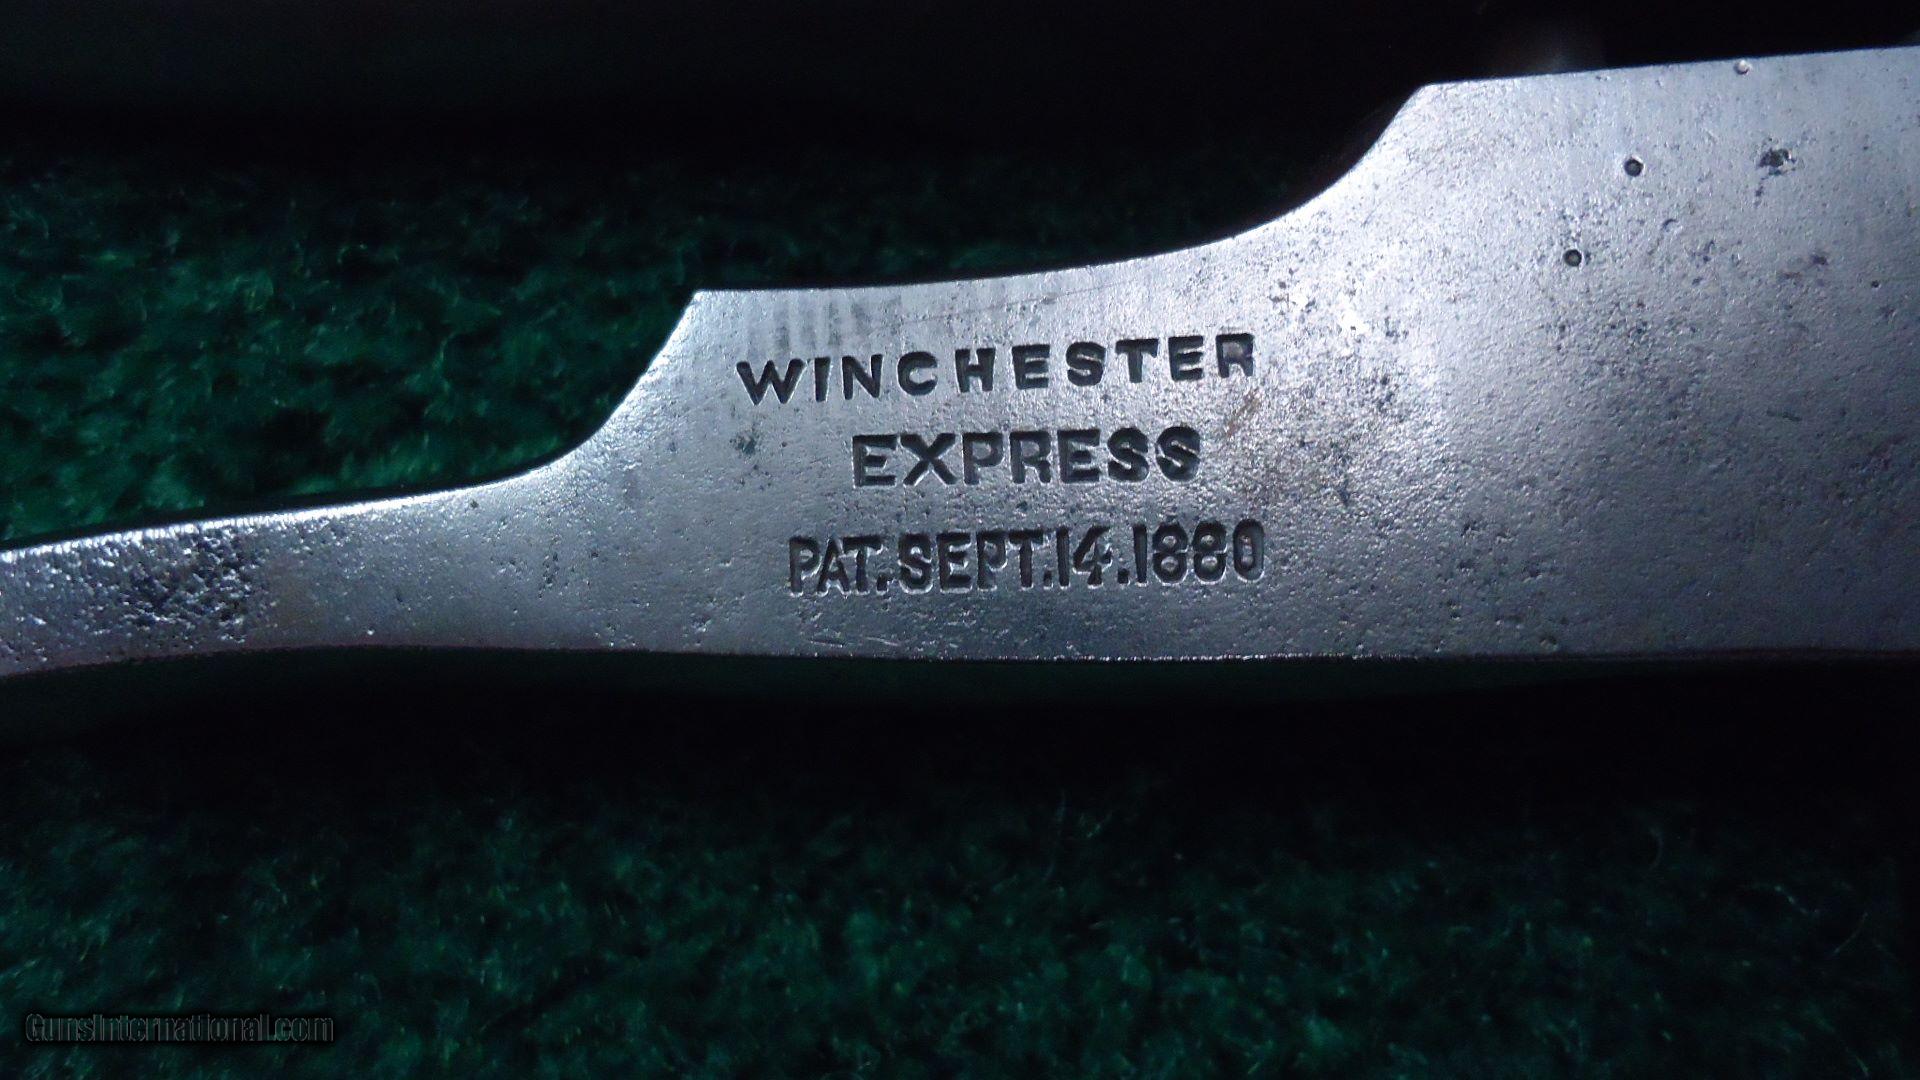 WINCHESTER
EXPRESS
PAT.SEPT.14.1880
GunsInternational.com